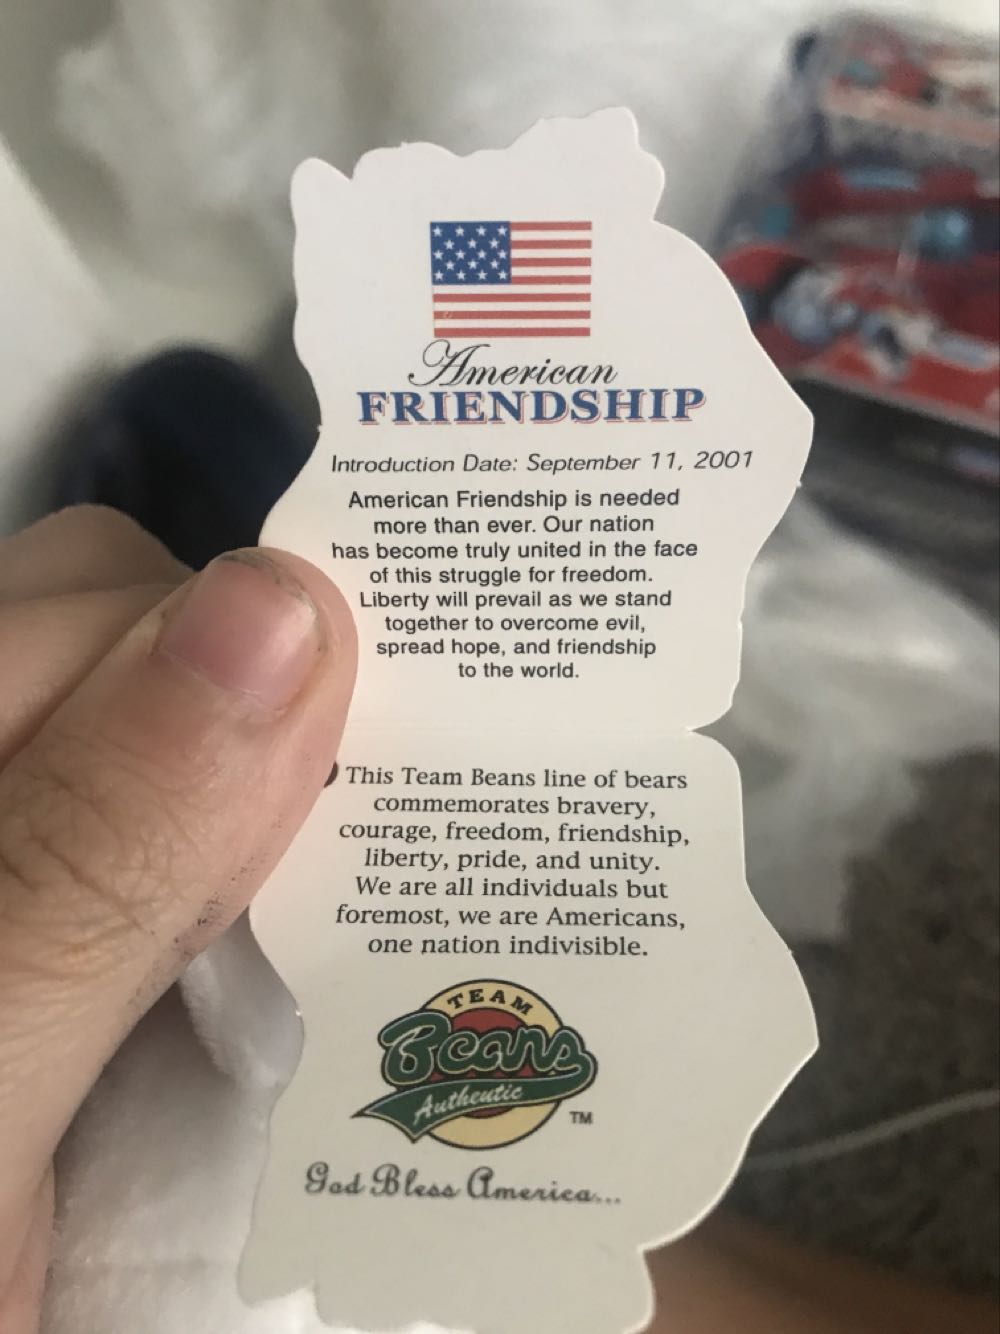 American
FRIENDSHIP
Introduction Date: September 11, 2001
American Friendship is needed
more than ever. Our nation
has become truly united in the face
of this struggle for freedom.
Liberty will prevail as we stand
together to overcome evil,
spread hope, and friendship
to the world.
This Team Beans line of bears
commemorates bravery,
courage, freedom, friendship,
liberty, pride, and unity.
We are all individuals but
foremost, we are Americans,
one nation indivisible.
TEAM
Beans
Authentic
TM
God Bless America...